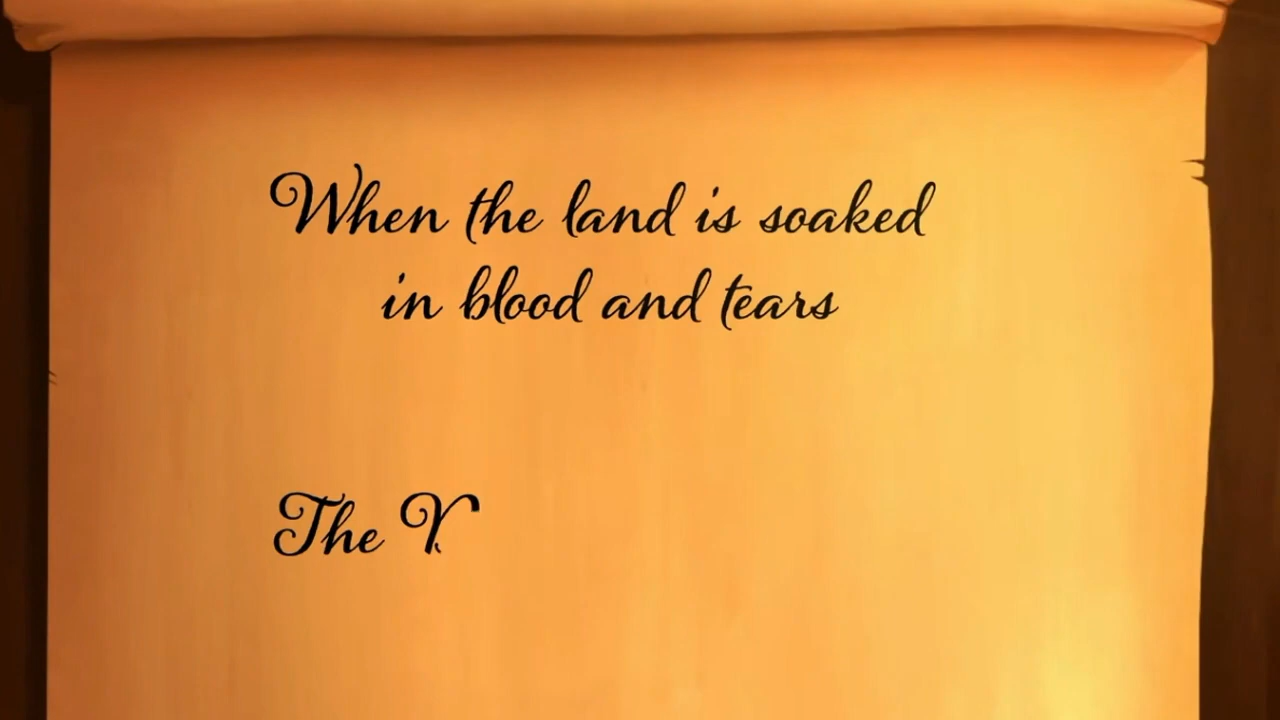 When the land is soaked
in blood and tears
The